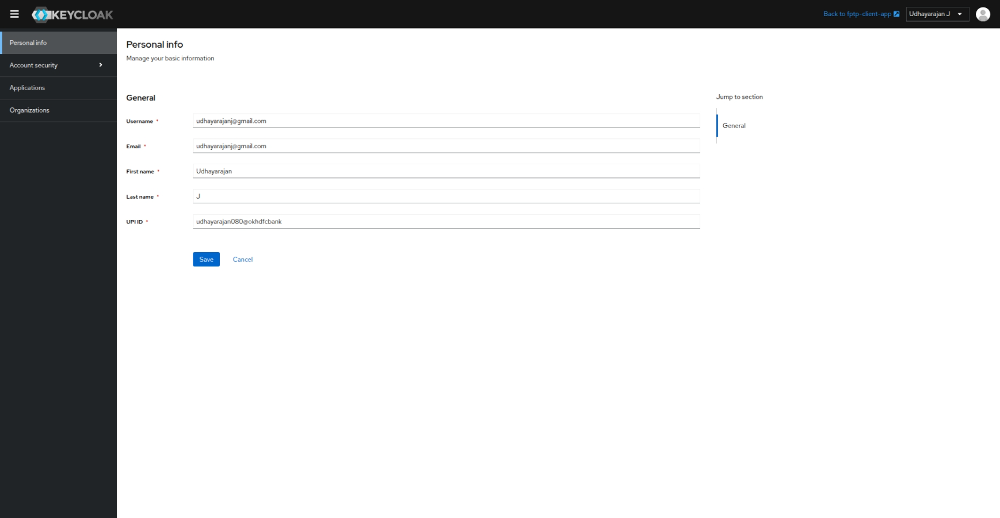 KEYCLOAK
Back to fptp-client-app
Udhayarajan J
Personal info
Account security
Applications
Organizations
Personal info
Manage your basic information
General
Username *
udhayarajanj@gmail.com
Email *
udhayarajanj@gmail.com
First name *
Udhayarajan
Last name *
J
UPI ID *
udhayarajan080@okhdfcbank
Save
Cancel
Jump to section
General